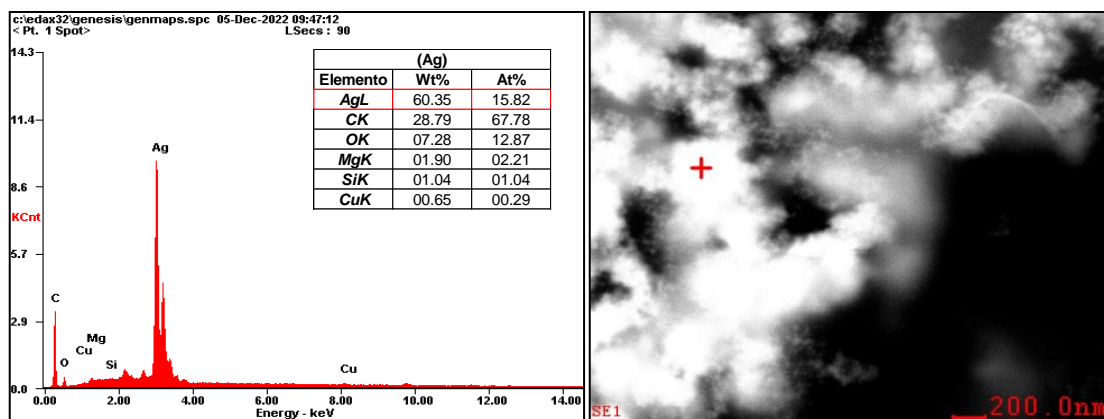 c:\edax32\genesis\genmaps.spc 05-Dec-2022 09:47:12
< Pt. 1 Spot>
LSecs : 90
14.3
11.4
8.6
KCnt
5.7
2.9
0.0
C
O
Cu
Mg
Si
Ag
Cu
0.00
2.00
4.00
6.00
8.00
10.00
12.00
14.00
Energy - keV
(Ag)
Elemento Wt% At%
AgL 60.35 15.82
CK 28.79 67.78
OK 07.28 12.87
MgK 01.90 02.21
SiK 01.04 01.04
CuK 00.65 00.29
SE1
200.0nm